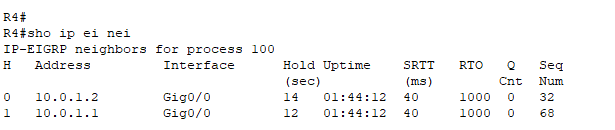 R4#
R4#sho ip ei nei
IP-EIGRP neighbors for process 100
H Address Interface Hold Uptime SRTT RTO Q Seq
(sec) (ms) Cnt Num
0 10.0.1.2 Gig0/0 14 01:44:12 40 1000 0 32
1 10.0.1.1 Gig0/0 12 01:44:12 40 1000 0 68